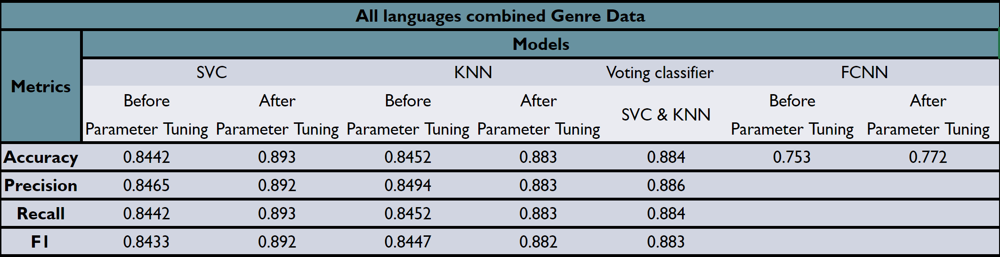 All languages combined Genre Data
Metrics
Models
SVC KNN Voting classifier FCNN
Before After Before After SVC & KNN Before After
Parameter Tuning Parameter Tuning Parameter Tuning Parameter Tuning Parameter Tuning Parameter Tuning
Accuracy 0.8442 0.893 0.8452 0.883 0.884 0.753 0.772
Precision 0.8465 0.892 0.8494 0.883 0.886
Recall 0.8442 0.893 0.8452 0.883 0.884
F1 0.8433 0.892 0.8447 0.882 0.883